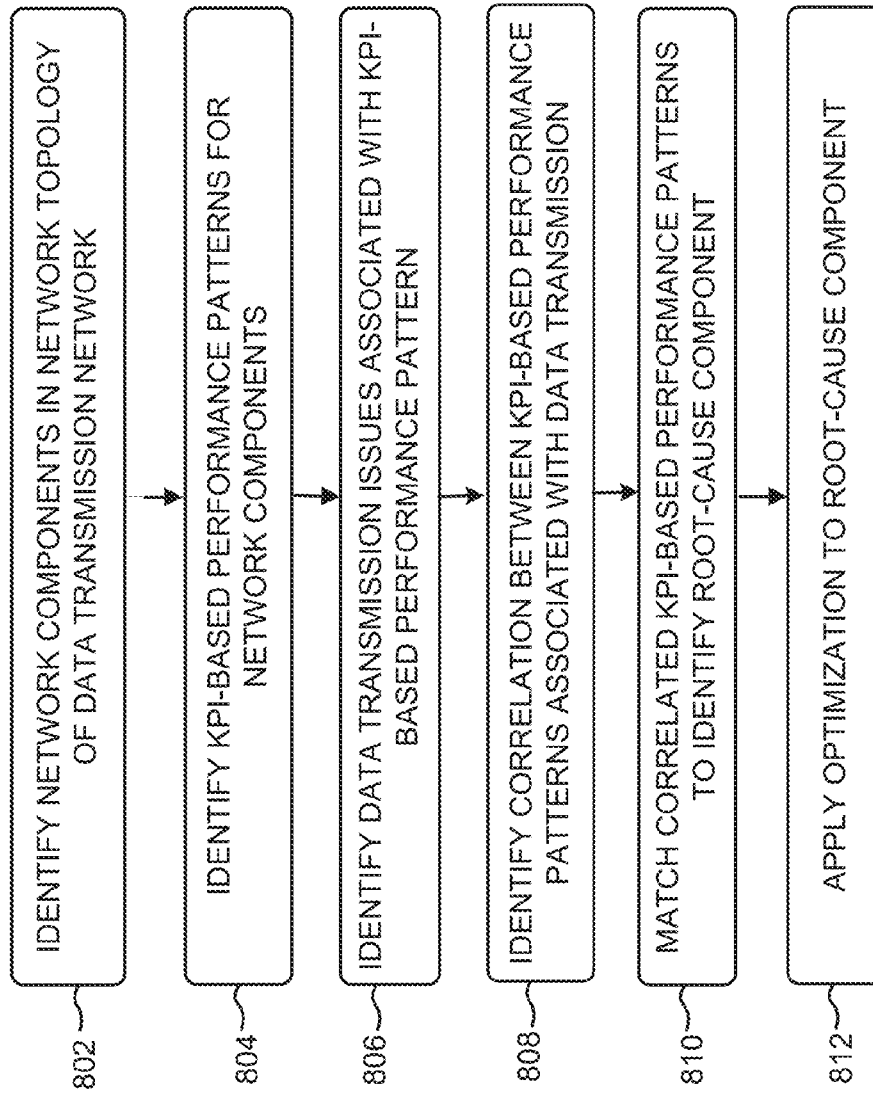 802
IDENTIFY NETWORK COMPONENTS IN NETWORK TOPOLOGY
OF DATA TRANSMISSION NETWORK
804
IDENTIFY KPI-BASED PERFORMANCE PATTERNS FOR
NETWORK COMPONENTS
806
IDENTIFY DATA TRANSMISSION ISSUES ASSOCIATED WITH KPI-
BASED PERFORMANCE PATTERN
808
IDENTIFY CORRELATION BETWEEN KPI-BASED PERFORMANCE
PATTERNS ASSOCIATED WITH DATA TRANSMISSION
810
MATCH CORRELATED KPI-BASED PERFORMANCE PATTERNS
TO IDENTIFY ROOT-CAUSE COMPONENT
812
APPLY OPTIMIZATION TO ROOT-CAUSE COMPONENT